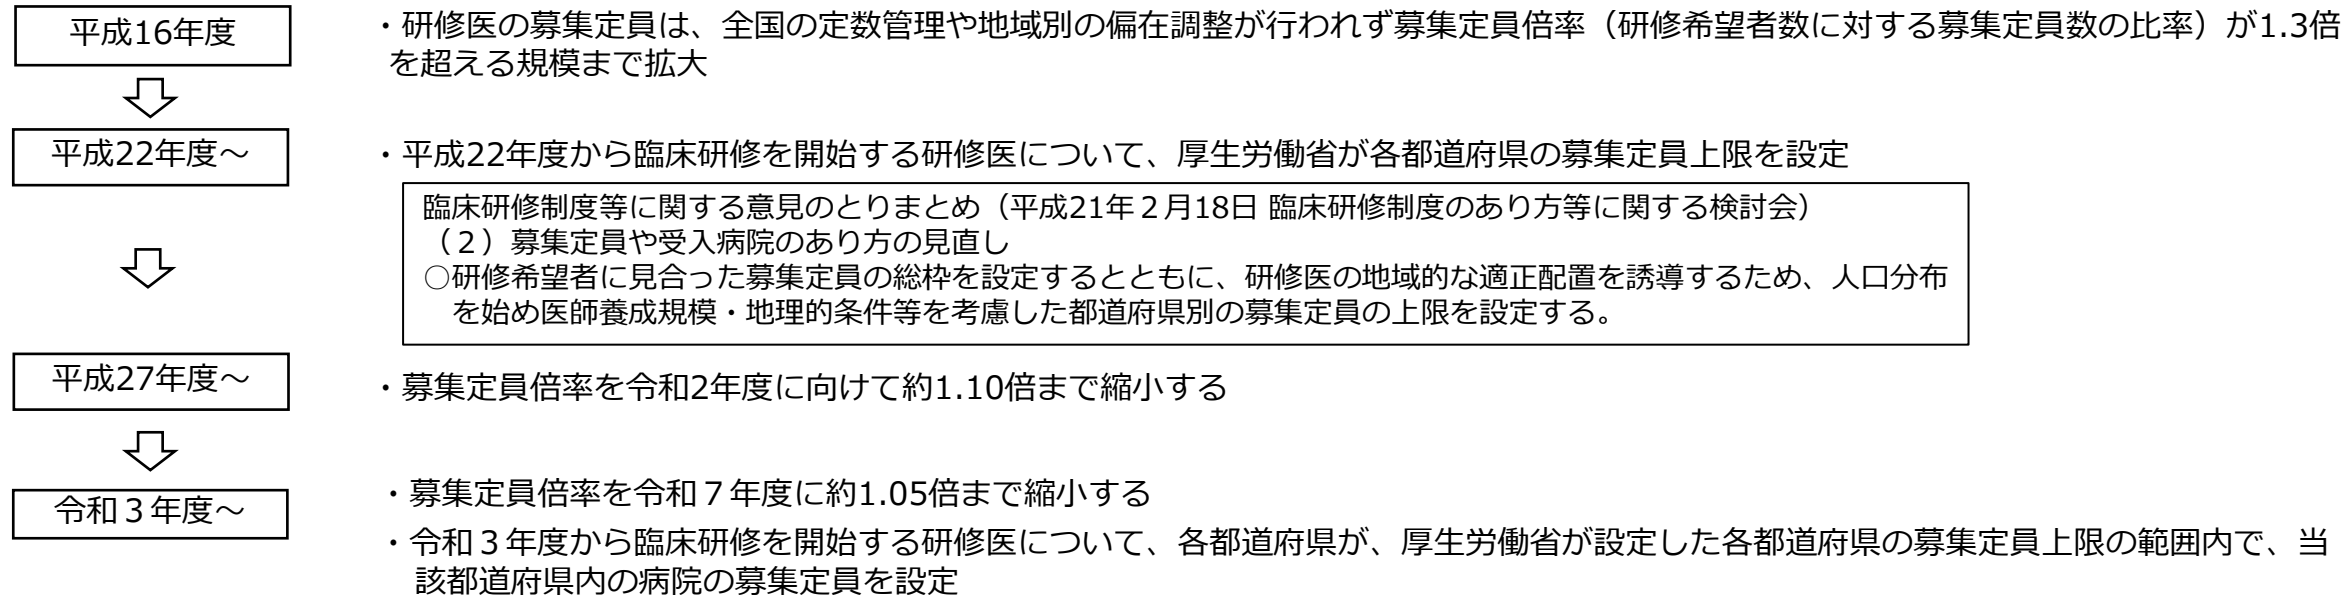 平成16年度
・研修医の募集定員は、全国の定数管理や地域別の偏在調整が行われず募集定員倍率（研修希望者数に対する募集定員数の比率）が1.3倍
を超える規模まで拡大
平成22年度～
・平成22年度から臨床研修を開始する研修医について、厚生労働省が各都道府県の募集定員上限を設定
臨床研修制度等に関する意見のとりまとめ（平成21年２月18日 臨床研修制度のあり方等に関する検討会）
（２）募集定員や受入病院のあり方の見直し
○研修希望者に見合った募集定員の総枠を設定するとともに、研修医の地域的な適正配置を誘導するため、人口分布
を始め医師養成規模・地理的条件等を考慮した都道府県別の募集定員の上限を設定する。
平成27年度～
・募集定員倍率を令和2年度に向けて約1.10倍まで縮小する
令和３年度～
・募集定員倍率を令和７年度に約1.05倍まで縮小する
・令和３年度から臨床研修を開始する研修医について、各都道府県が、厚生労働省が設定した各都道府県の募集定員上限の範囲内で、当
該都道府県内の病院の募集定員を設定